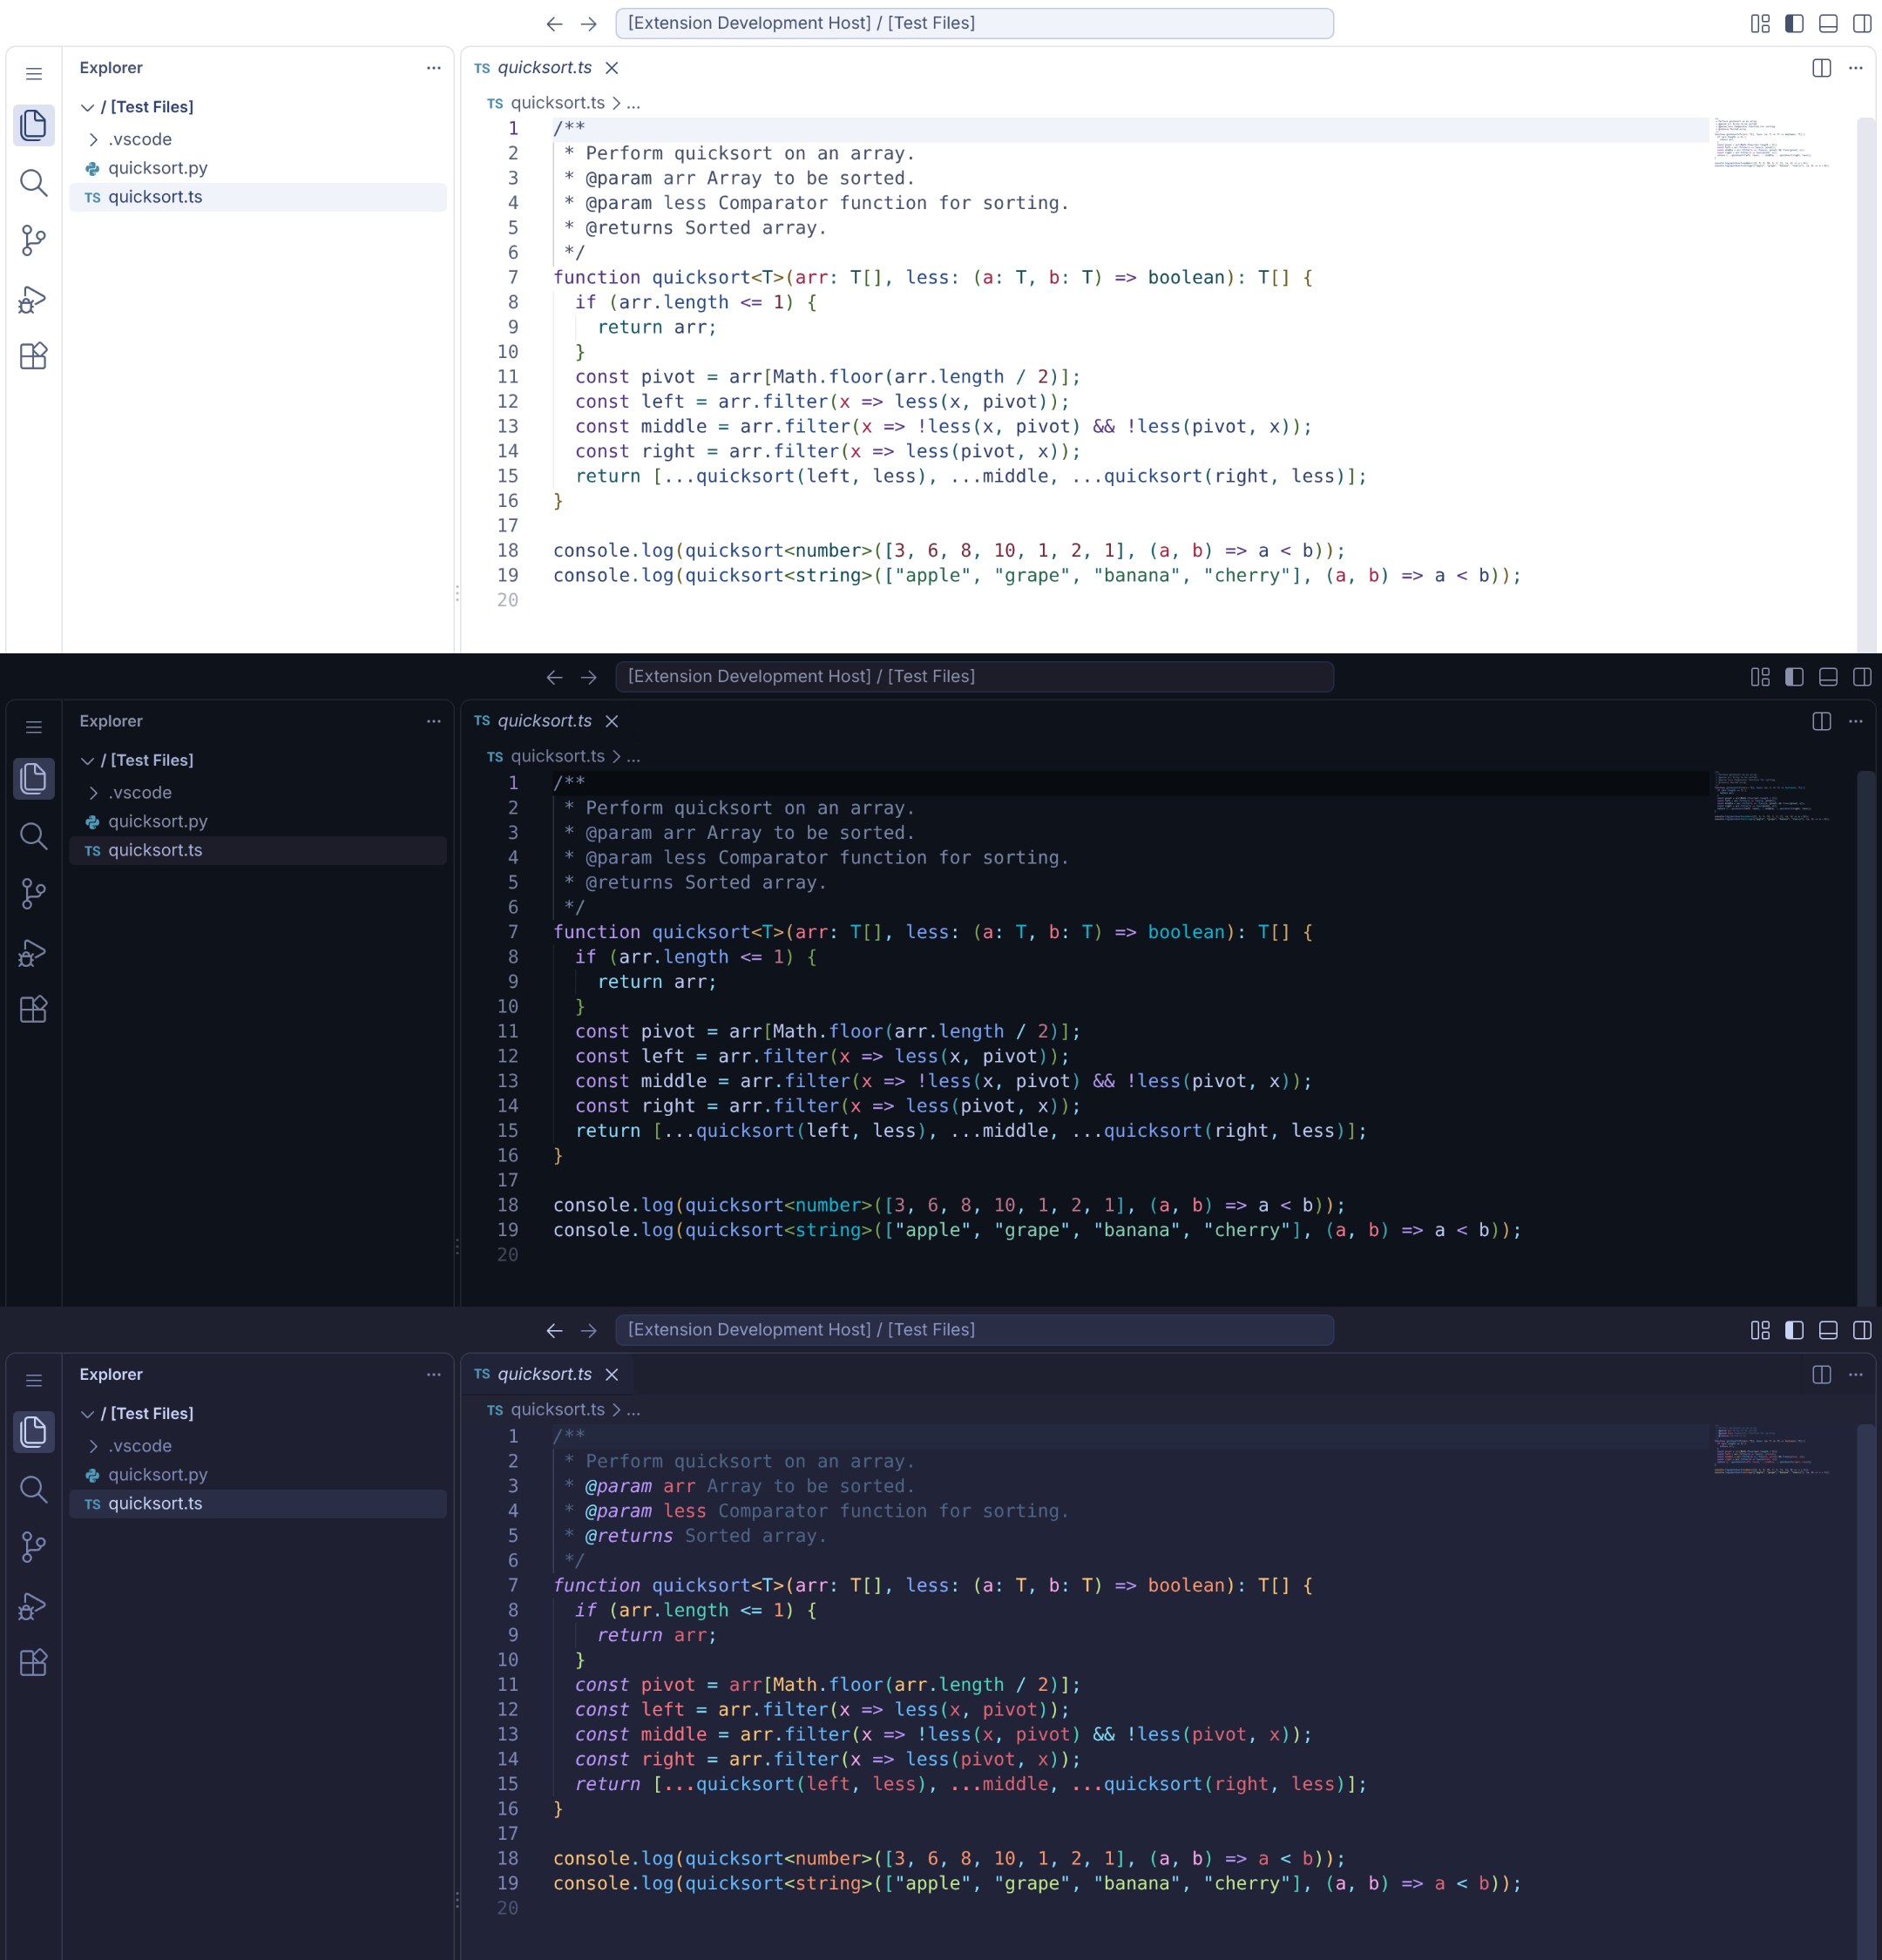 [Extension Development Host] / [Test Files]
Explorer
/ [Test Files]
.vscode
quicksort.py
TS quicksort.ts
TS quicksort.ts
TS quicksort.ts > ...
1 /**
2  * Perform quicksort on an array.
3  * @param arr Array to be sorted.
4  * @param less Comparator function for sorting.
5  * @returns Sorted array.
6  */
7 function quicksort<T>(arr: T[], less: (a: T, b: T) => boolean): T[] {
8   if (arr.length <= 1) {
9     return arr;
10   }
11   const pivot = arr[Math.floor(arr.length / 2)];
12   const left = arr.filter(x => less(x, pivot));
13   const middle = arr.filter(x => !less(x, pivot) && !less(pivot, x));
14   const right = arr.filter(x => less(pivot, x));
15   return [...quicksort(left, less), ...middle, ...quicksort(right, less)];
16 }
17
18 console.log(quicksort<number>([3, 6, 8, 10, 1, 2, 1], (a, b) => a < b));
19 console.log(quicksort<string>(["apple", "grape", "banana", "cherry"], (a, b) => a < b));
20
[Extension Development Host] / [Test Files]
Explorer
/ [Test Files]
.vscode
quicksort.py
TS quicksort.ts
TS quicksort.ts
TS quicksort.ts > ...
1 /**
2  * Perform quicksort on an array.
3  * @param arr Array to be sorted.
4  * @param less Comparator function for sorting.
5  * @returns Sorted array.
6  */
7 function quicksort<T>(arr: T[], less: (a: T, b: T) => boolean): T[] {
8   if (arr.length <= 1) {
9     return arr;
10   }
11   const pivot = arr[Math.floor(arr.length / 2)];
12   const left = arr.filter(x => less(x, pivot));
13   const middle = arr.filter(x => !less(x, pivot) && !less(pivot, x));
14   const right = arr.filter(x => less(pivot, x));
15   return [...quicksort(left, less), ...middle, ...quicksort(right, less)];
16 }
17
18 console.log(quicksort<number>([3, 6, 8, 10, 1, 2, 1], (a, b) => a < b));
19 console.log(quicksort<string>(["apple", "grape", "banana", "cherry"], (a, b) => a < b));
20
[Extension Development Host] / [Test Files]
Explorer
/ [Test Files]
.vscode
quicksort.py
TS quicksort.ts
TS quicksort.ts
TS quicksort.ts > ...
1 /**
2  * Perform quicksort on an array.
3  * @param arr Array to be sorted.
4  * @param less Comparator function for sorting.
5  * @returns Sorted array.
6  */
7 function quicksort<T>(arr: T[], less: (a: T, b: T) => boolean): T[] {
8   if (arr.length <= 1) {
9     return arr;
10   }
11   const pivot = arr[Math.floor(arr.length / 2)];
12   const left = arr.filter(x => less(x, pivot));
13   const middle = arr.filter(x => !less(x, pivot) && !less(pivot, x));
14   const right = arr.filter(x => less(pivot, x));
15   return [...quicksort(left, less), ...middle, ...quicksort(right, less)];
16 }
17
18 console.log(quicksort<number>([3, 6, 8, 10, 1, 2, 1], (a, b) => a < b));
19 console.log(quicksort<string>(["apple", "grape", "banana", "cherry"], (a, b) => a < b));
20